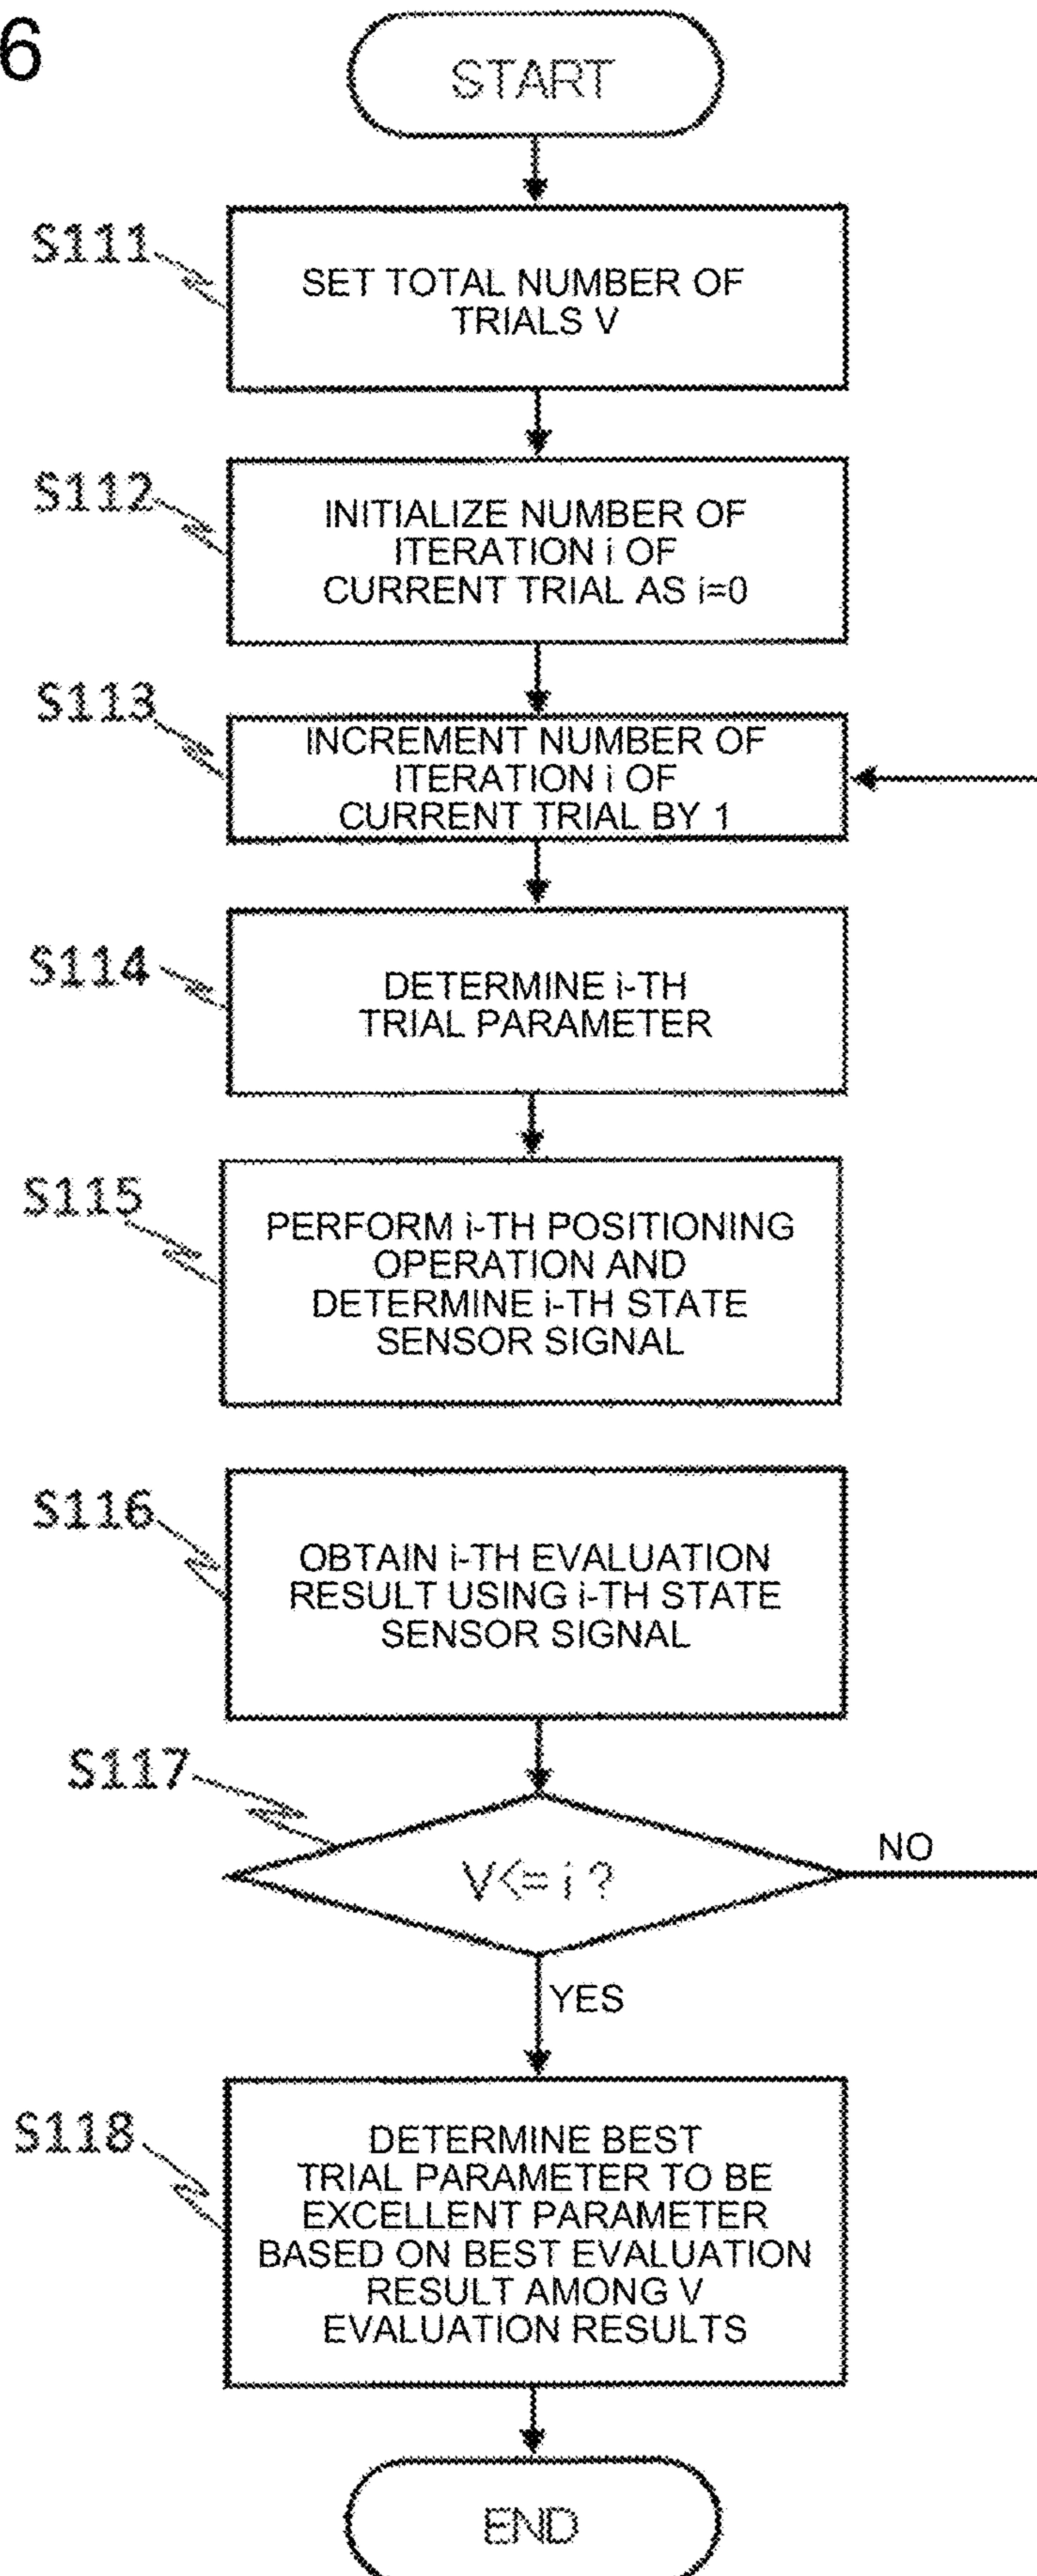 6
START
S111
SET TOTAL NUMBER OF
TRIALS V
S112
INITIALIZE NUMBER OF
ITERATION i OF
CURRENT TRIAL AS i=0
S113
INCREMENT NUMBER OF
ITERATION i OF
CURRENT TRIAL BY 1
S114
DETERMINE i-TH
TRIAL PARAMETER
S115
PERFORM i-TH POSITIONING
OPERATION AND
DETERMINE i-TH STATE
SENSOR SIGNAL
S116
OBTAIN i-TH EVALUATION
RESULT USING i-TH STATE
SENSOR SIGNAL
S117
V<= i ?
NO
YES
S118
DETERMINE BEST
TRIAL PARAMETER TO BE
EXCELLENT PARAMETER
BASED ON BEST EVALUATION
RESULT AMONG V
EVALUATION RESULTS
END